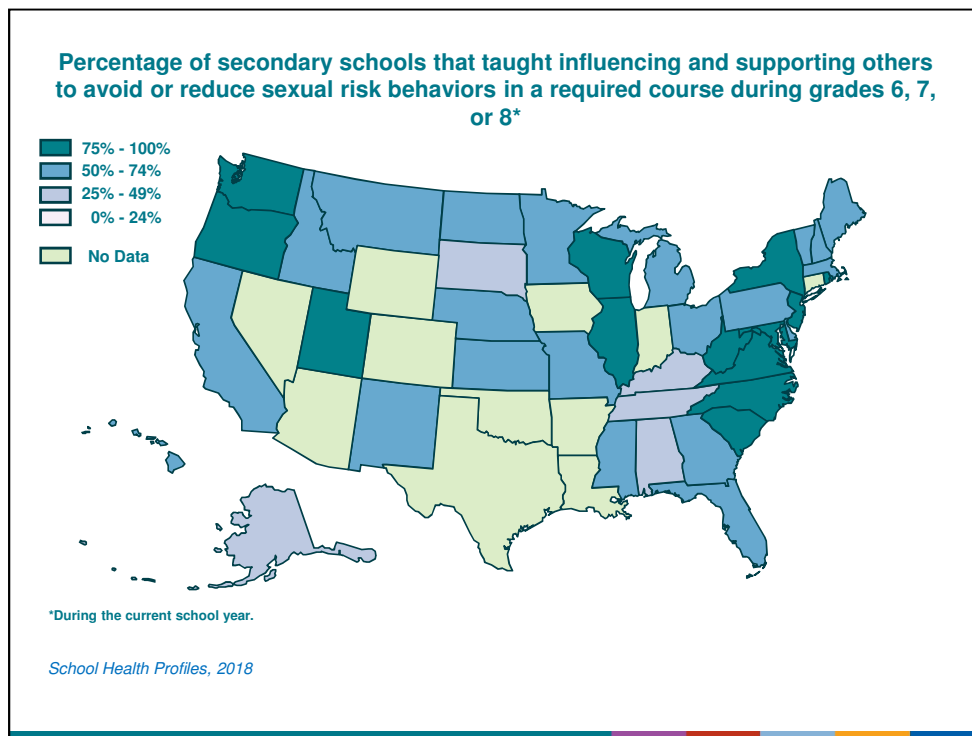 Percentage of secondary schools that taught influencing and supporting others
to avoid or reduce sexual risk behaviors in a required course during grades 6, 7,
or 8*
75% - 100%
50% - 74%
25% - 49%
0% - 24%
No Data
*During the current school year.
School Health Profiles, 2018